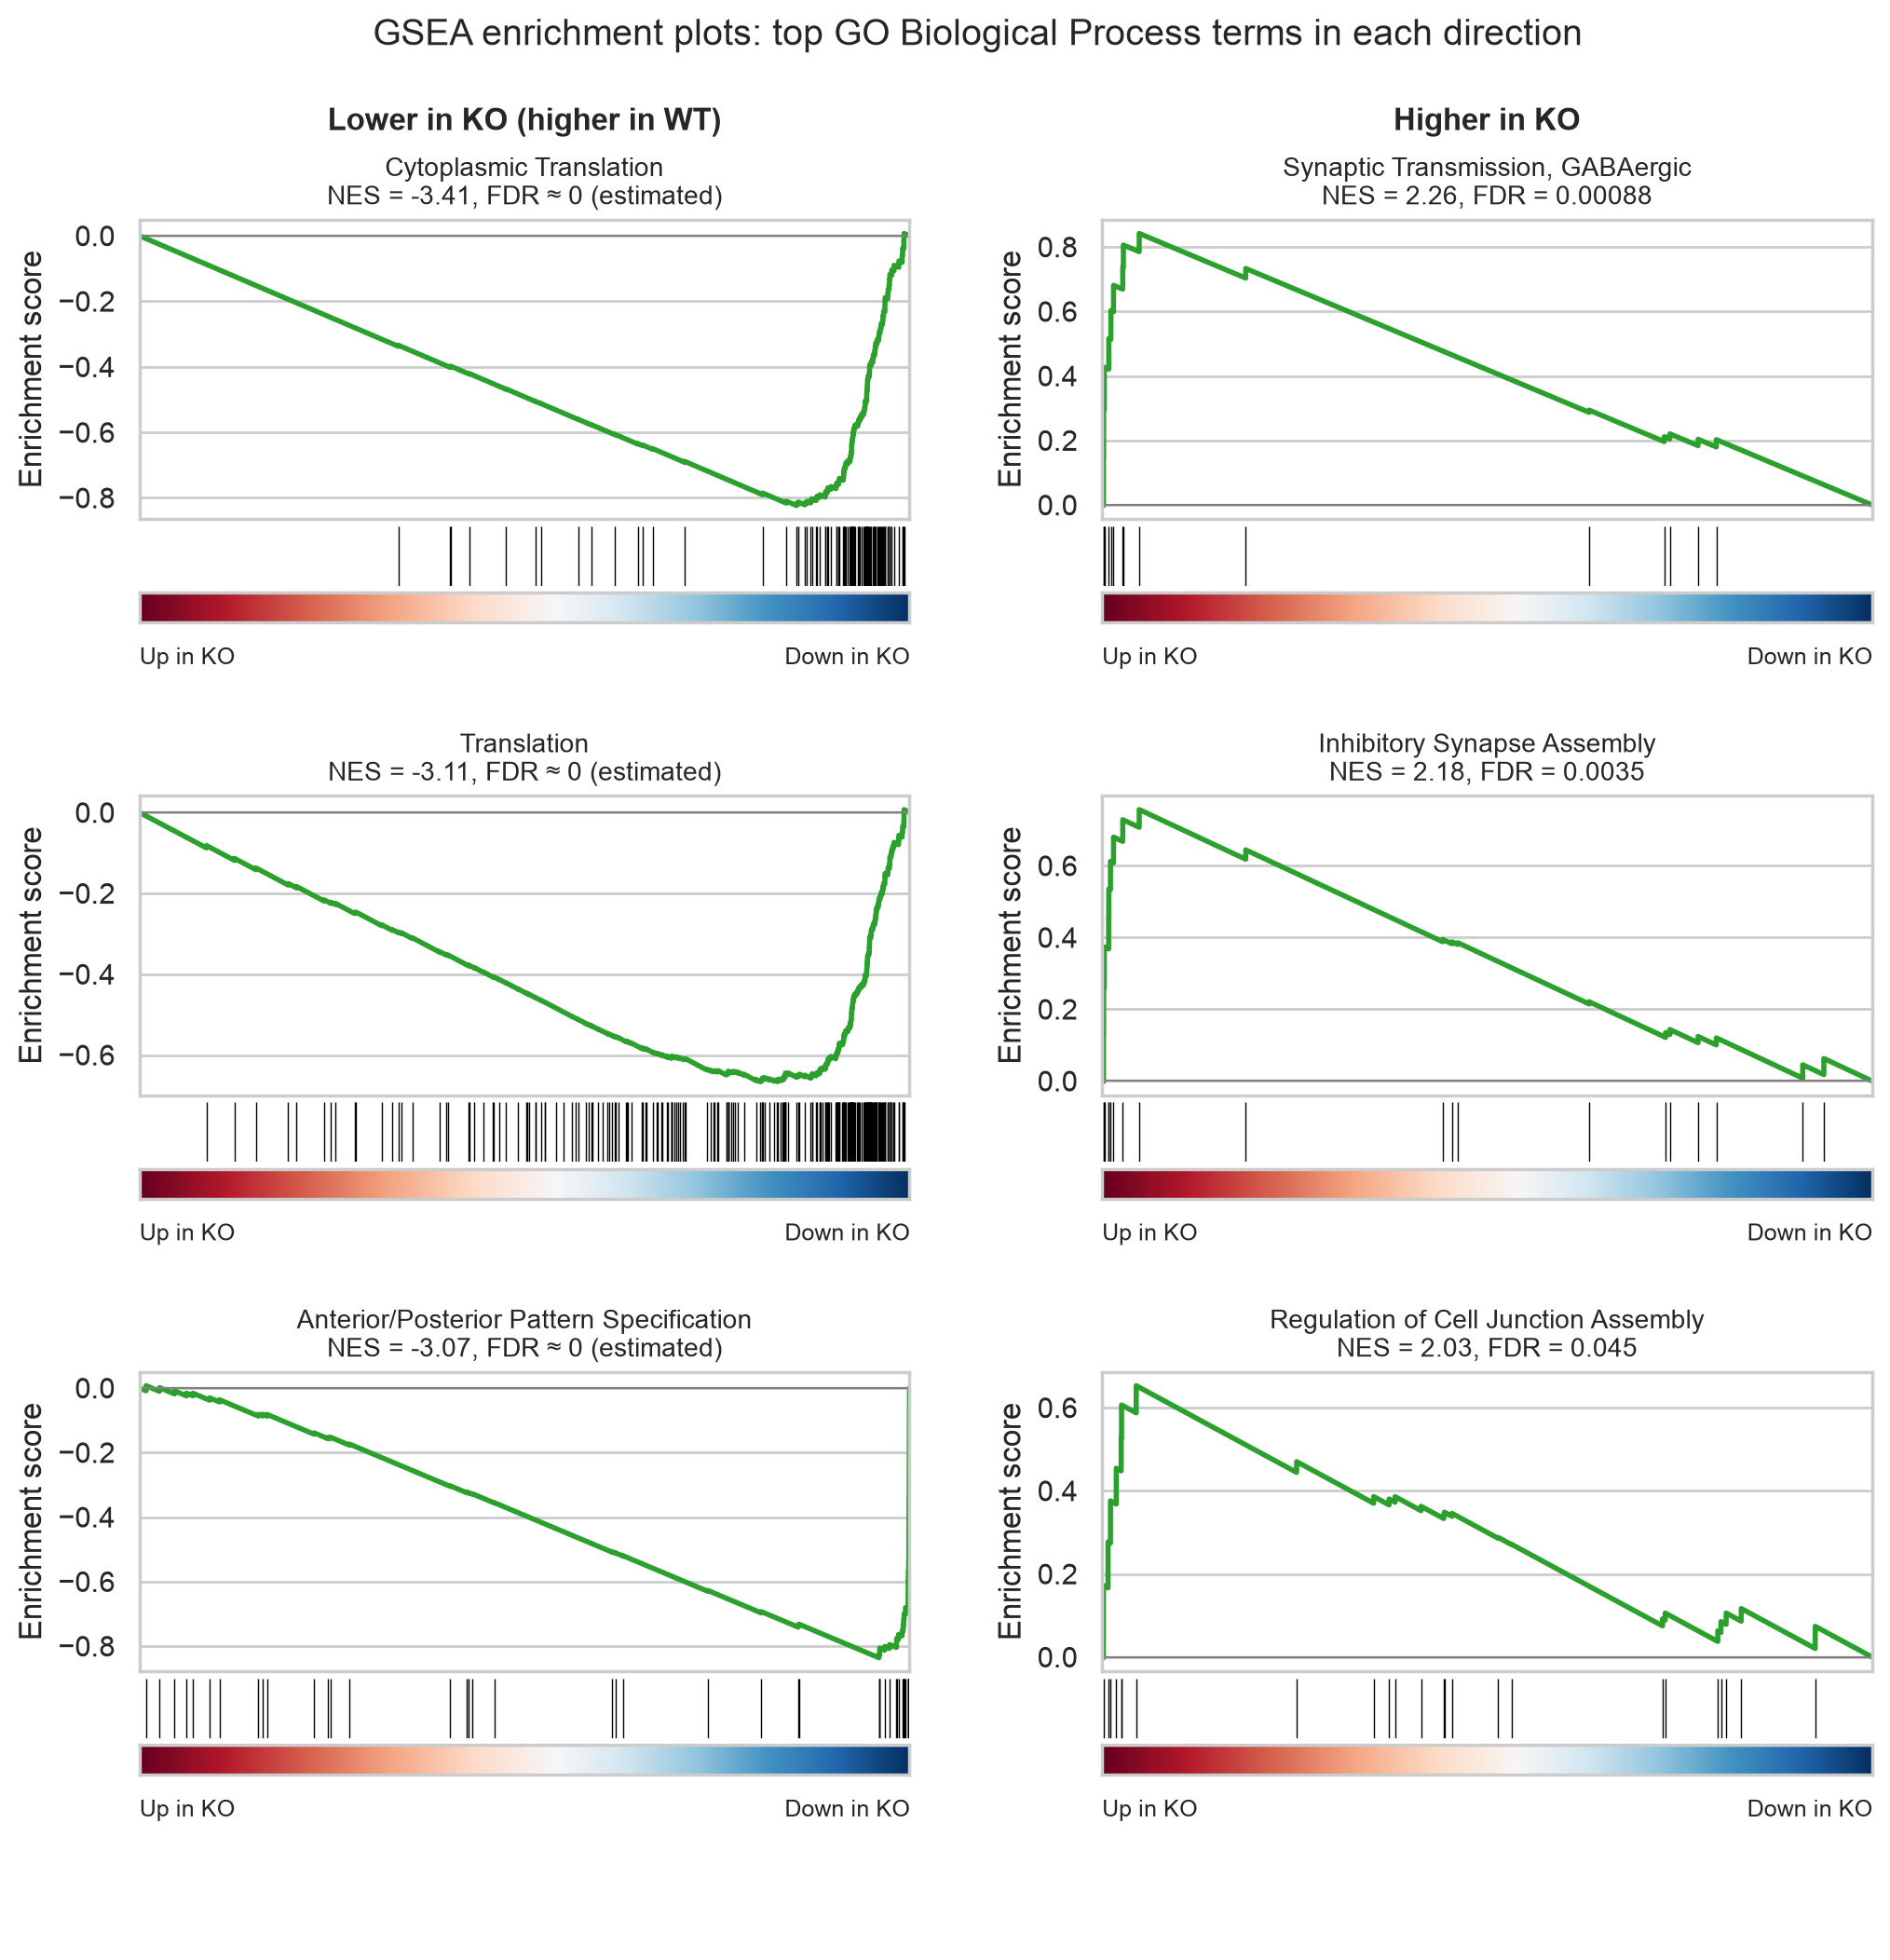 GSEA enrichment plots: top GO Biological Process terms in each direction
Lower in KO (higher in WT)
Cytoplasmic Translation
NES = -3.41, FDR ≈ 0 (estimated)
Enrichment score
0.0
−0.2
−0.4
−0.6
−0.8
Up in KO
Down in KO
Higher in KO
Synaptic Transmission, GABAergic
NES = 2.26, FDR = 0.00088
Enrichment score
0.8
0.6
0.4
0.2
0.0
Up in KO
Down in KO
Translation
NES = -3.11, FDR ≈ 0 (estimated)
Enrichment score
0.0
−0.2
−0.4
−0.6
Up in KO
Down in KO
Inhibitory Synapse Assembly
NES = 2.18, FDR = 0.0035
Enrichment score
0.6
0.4
0.2
0.0
Up in KO
Down in KO
Anterior/Posterior Pattern Specification
NES = -3.07, FDR ≈ 0 (estimated)
Enrichment score
0.0
−0.2
−0.4
−0.6
−0.8
Up in KO
Down in KO
Regulation of Cell Junction Assembly
NES = 2.03, FDR = 0.045
Enrichment score
0.6
0.4
0.2
0.0
Up in KO
Down in KO